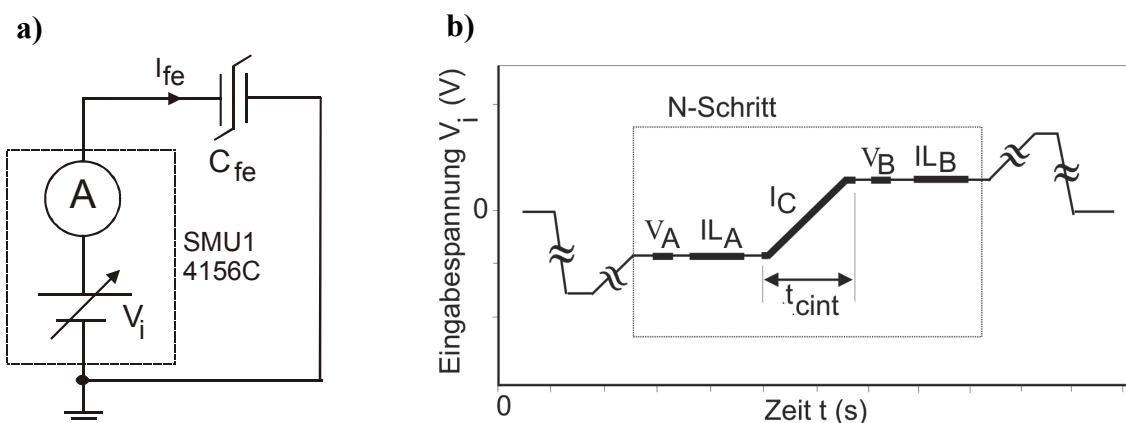 a)
I_fe
C_fe
A
SMU1
4156C
V_i
b)
Eingabespannung V_i (V)
0
N-Schritt
V_A
IL_A
I_C
t_cint
V_B
IL_B
0
Zeit t (s)